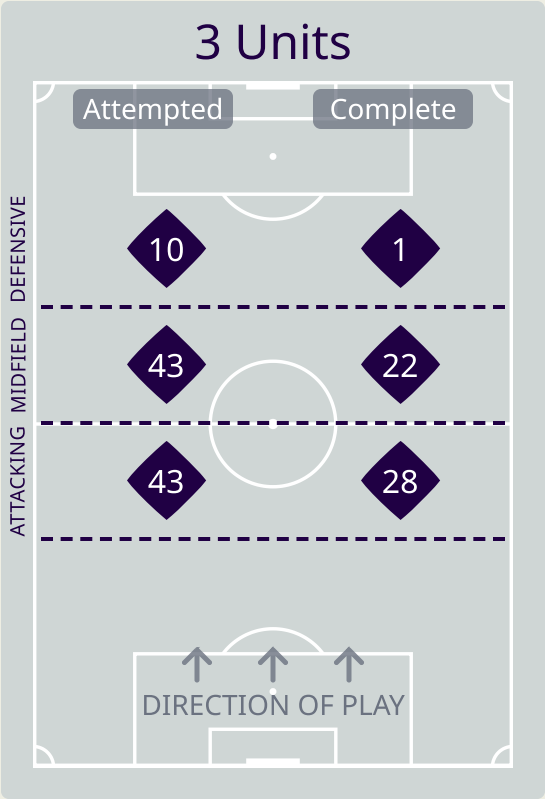 3 Units
Attempted Complete
DEFENSIVE
10 1
MIDFIELD
43 22
ATTACKING
43 28
DIRECTION OF PLAY